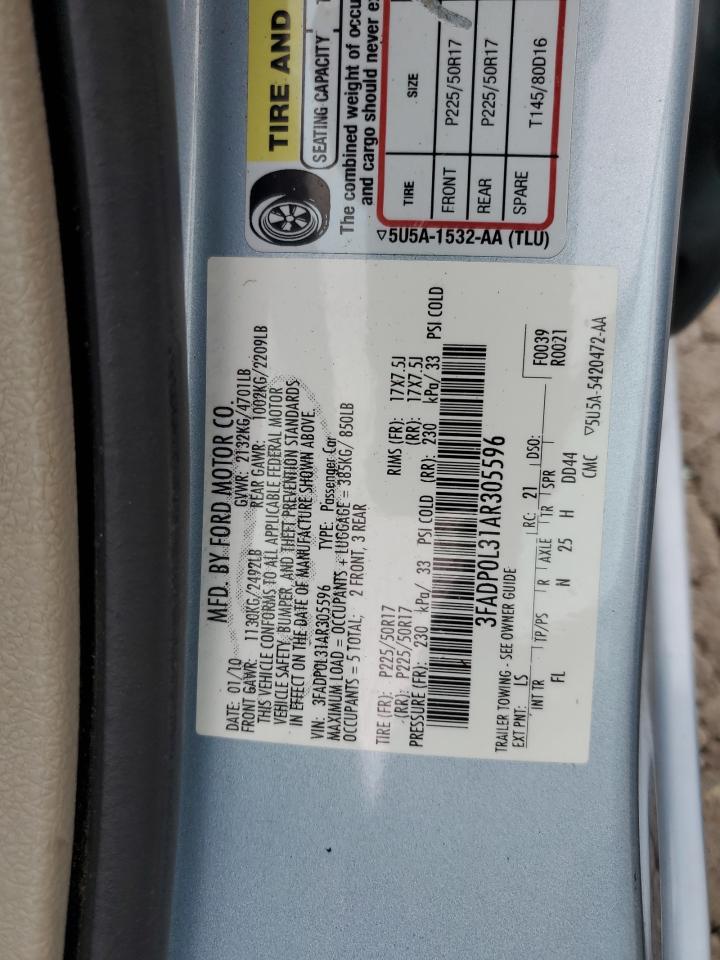 TIRE AND
SEATING CAPACITY
The combined weight of occu
and cargo should never ex
TIRE SIZE
FRONT P225/50R17
REAR P225/50R17
SPARE T145/80D16
5U5A-1532-AA (TLU)
MFD. BY FORD MOTOR CO.
DATE: 01/10 GVWR: 2132KG/4701LB
FRONT GAWR: 1130KG/2492LB REAR GAWR: 1002KG/2209LB
THIS VEHICLE CONFORMS TO ALL APPLICABLE FEDERAL MOTOR
VEHICLE SAFETY, BUMPER, AND THEFT PREVENTION STANDARDS
IN EFFECT ON THE DATE OF MANUFACTURE SHOWN ABOVE.
VIN: 3FADP0L31AR305596 TYPE: Passenger Car
MAXIMUM LOAD = OCCUPANTS + LUGGAGE = 385KG/ 850LB
OCCUPANTS = 5 TOTAL; 2 FRONT, 3 REAR
TIRE (FR): P225/50R17 RIMS (FR): 17X7.5J
(RR): P225/50R17 (RR): 17X7.5J
PRESSURE (FR): 230 kPa/ 33 PSI COLD (RR): 230 kPa/ 33 PSI COLD
3FADP0L31AR305596
TRAILER TOWING - SEE OWNER GUIDE
EXT PNT: LS RC: 21 DSO: F0039
R0021
INT TR TP/PS R AXLE TR SPR
FL N 25 H DD44
CMC 5U5A-5420472-AA